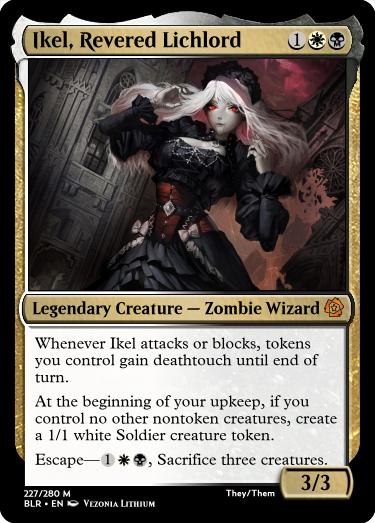 Ikel, Revered Lichlord 1
Legendary Creature — Zombie Wizard
Whenever Ikel attacks or blocks, tokens
you control gain deathtouch until end of
turn.
At the beginning of your upkeep, if you
control no other nontoken creatures, create
a 1/1 white Soldier creature token.
Escape—1, Sacrifice three creatures.
3/3
227/280 M
BLR • EN Vezonia Lithium
They/Them